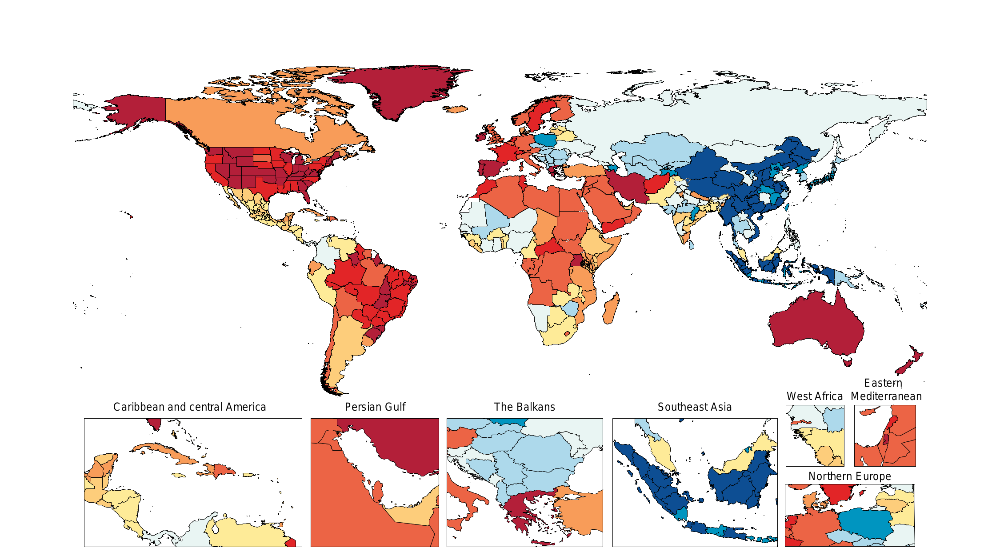 Caribbean and central America
Persian Gulf
The Balkans
Southeast Asia
West Africa
Eastern
Mediterranean
Northern Europe